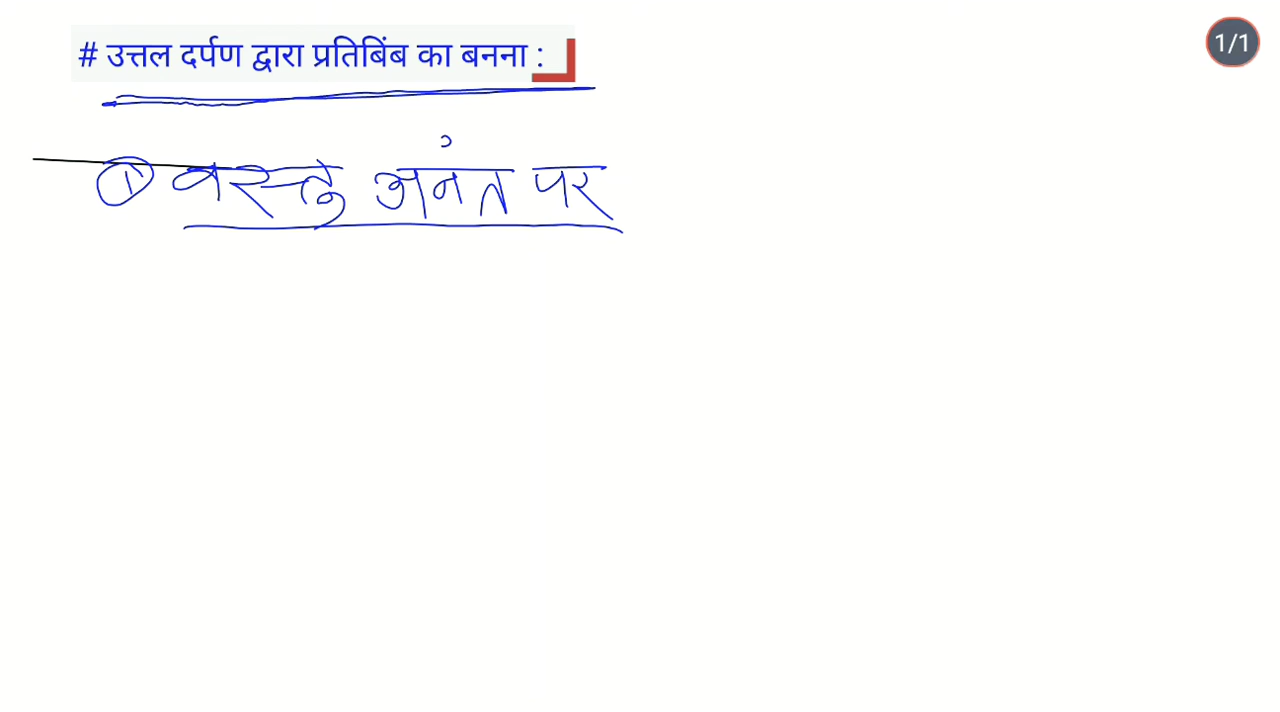 # उत्तल दर्पण द्वारा प्रतिबिंब का बनना :
1/1
① वस्तु अनंत पर